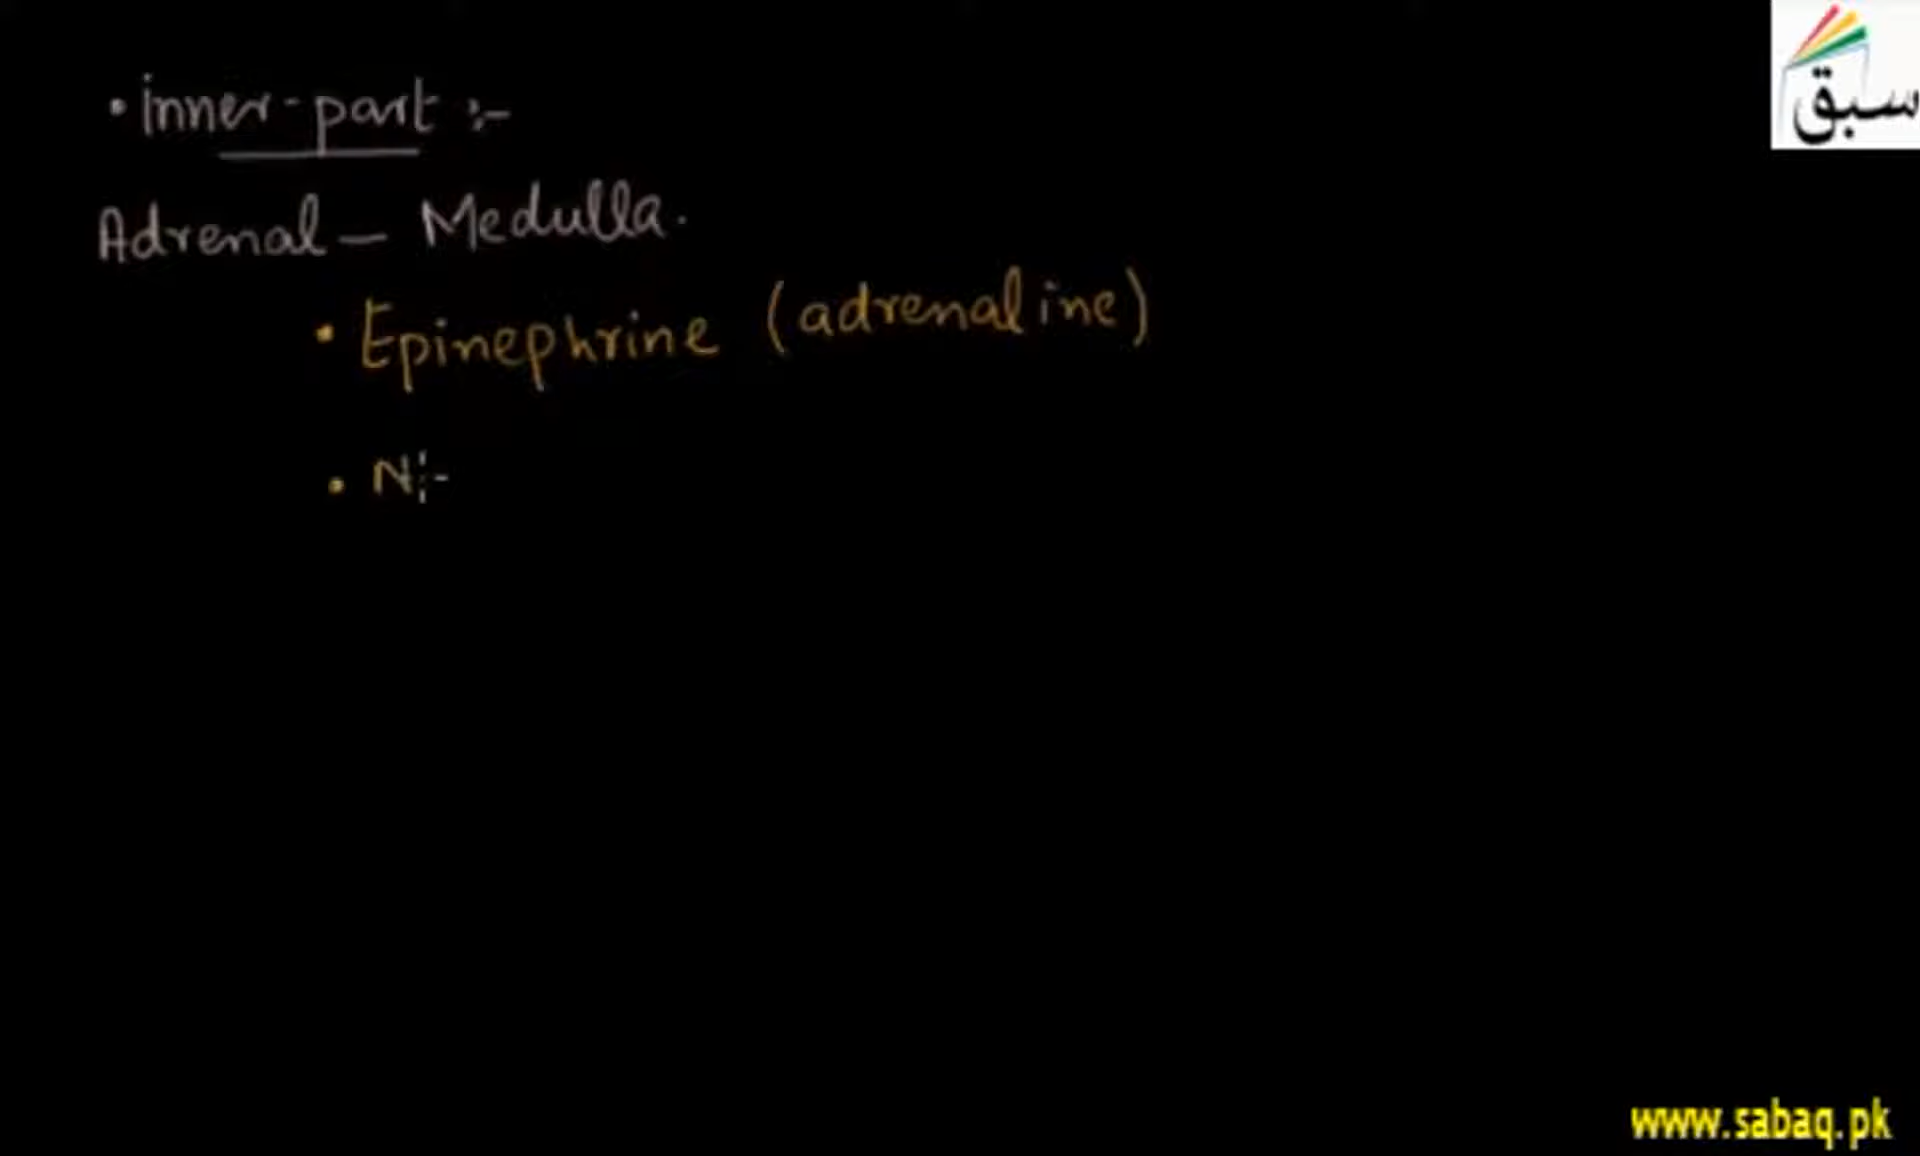 • inner-part :-
Adrenal - Medulla.
• Epinephrine (adrenaline)
• N
سبق
www.sabaq.pk